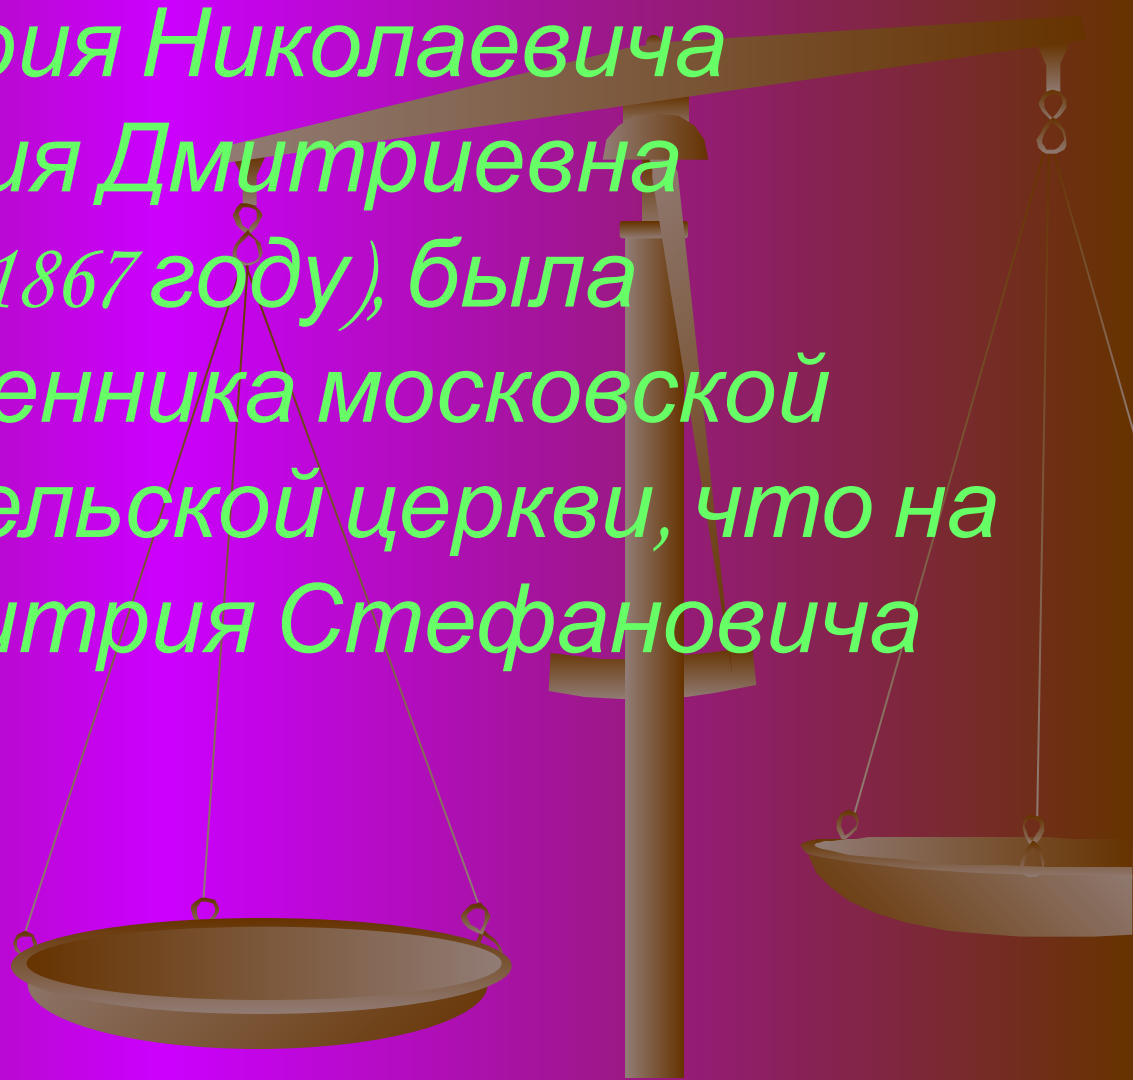 рия Николаевича
ия Дмитриевна
1867 году), была
енника московской
ельской церкви, что на
итрия Стефановича